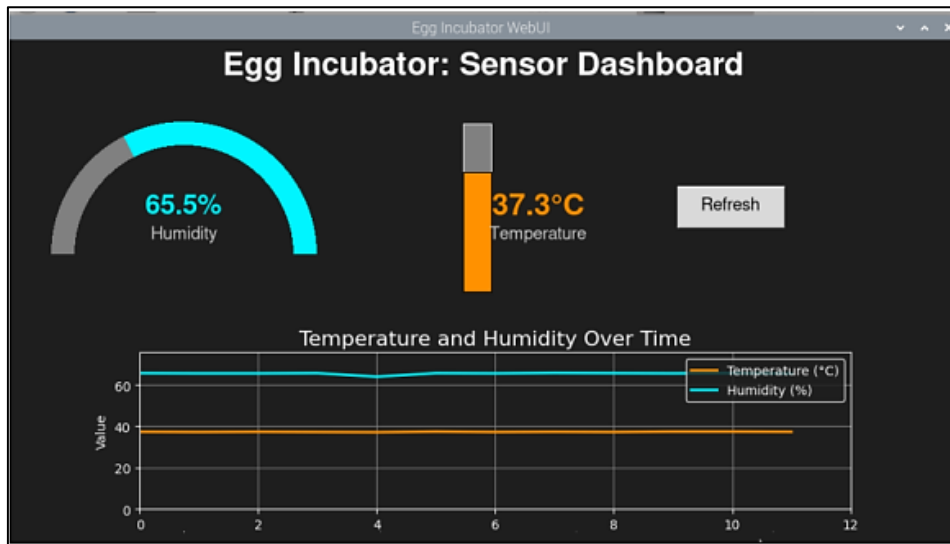 Egg Incubator WebUI
Egg Incubator: Sensor Dashboard
65.5%
Humidity
37.3°C
Temperature
Refresh
Temperature and Humidity Over Time
Temperature (°C)
Humidity (%)
Value
60
40
20
0
0 2 4 6 8 10 12